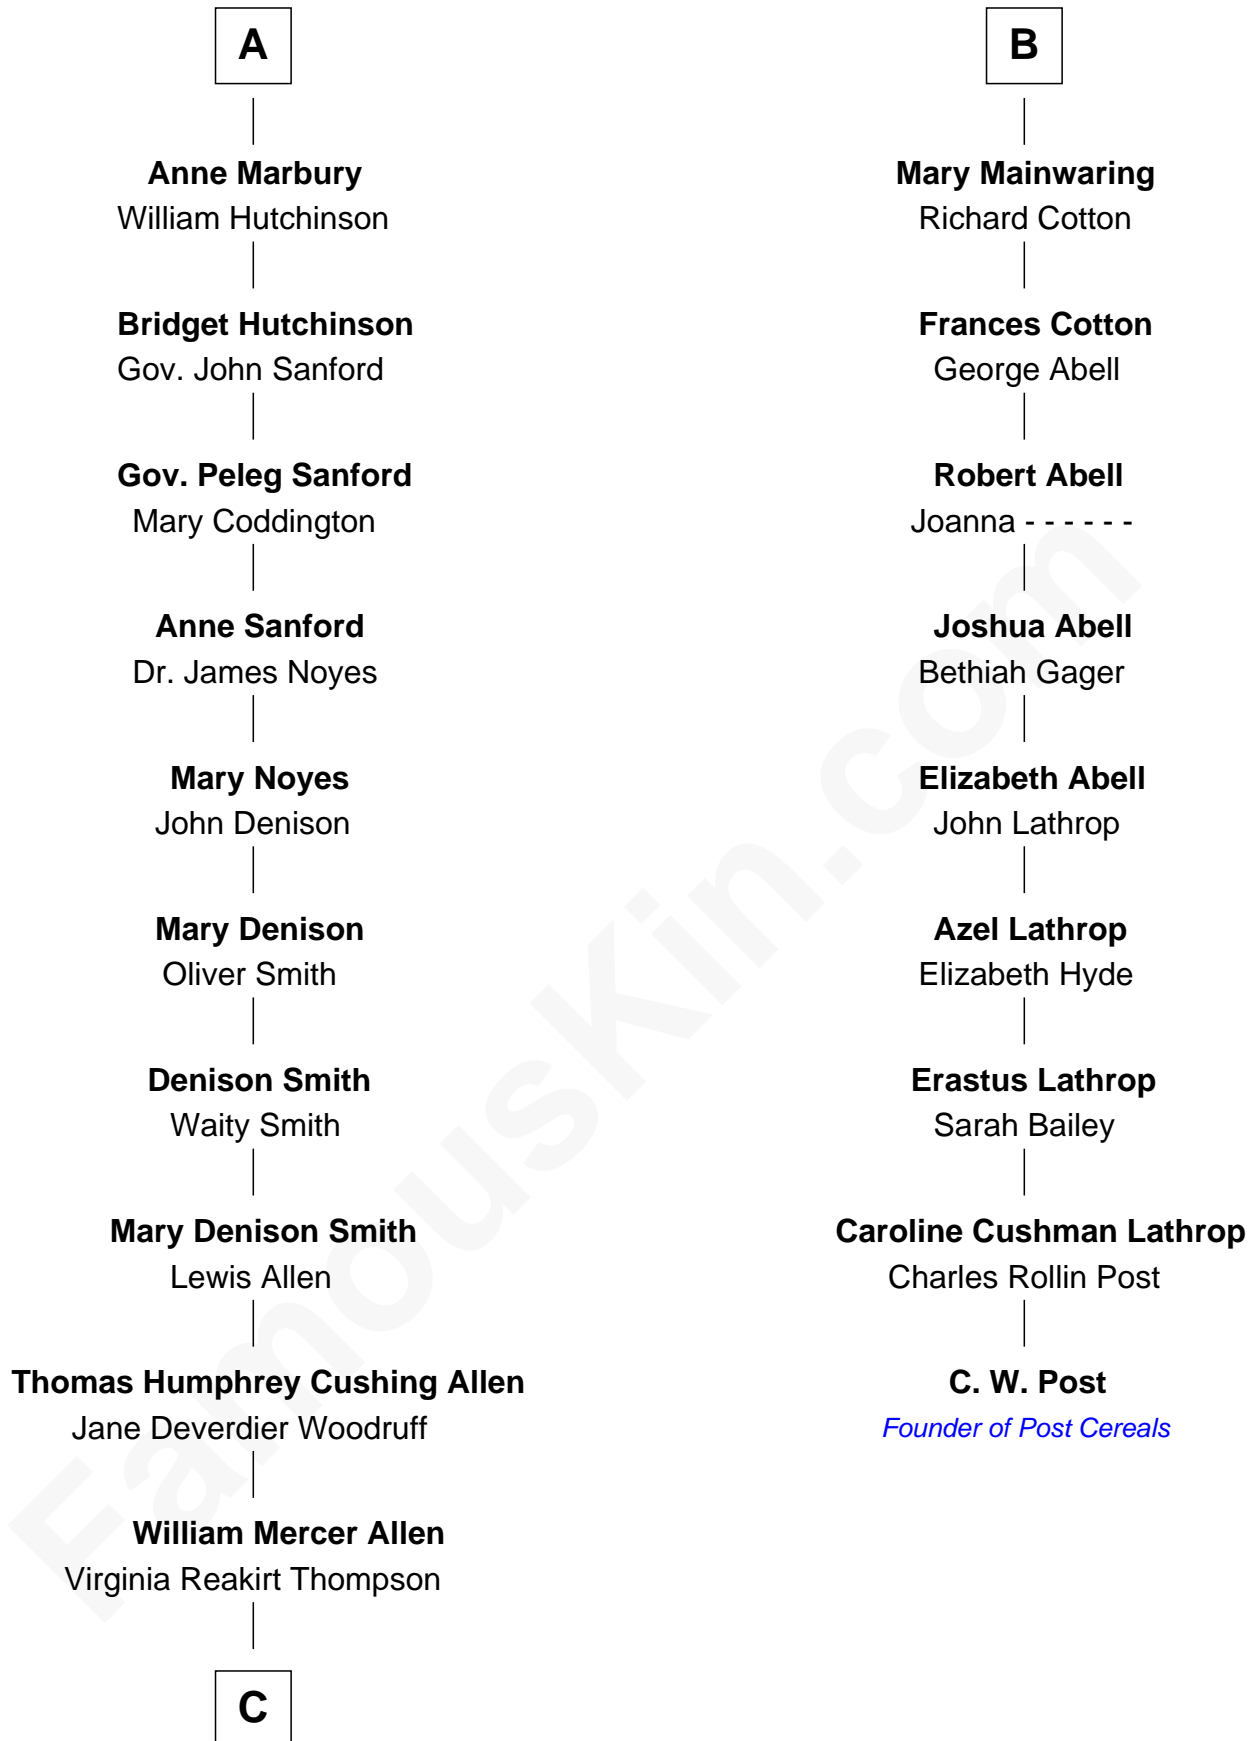 A
Anne Marbury
William Hutchinson
Bridget Hutchinson
Gov. John Sanford
Gov. Peleg Sanford
Mary Coddington
Anne Sanford
Dr. James Noyes
Mary Noyes
John Denison
Mary Denison
Oliver Smith
Denison Smith
Waity Smith
Mary Denison Smith
Lewis Allen
Thomas Humphrey Cushing Allen
Jane Deverdier Woodruff
William Mercer Allen
Virginia Reakirt Thompson
C
B
Mary Mainwaring
Richard Cotton
Frances Cotton
George Abell
Robert Abell
Joanna - - - - - -
Joshua Abell
Bethiah Gager
Elizabeth Abell
John Lathrop
Azel Lathrop
Elizabeth Hyde
Erastus Lathrop
Sarah Bailey
Caroline Cushman Lathrop
Charles Rollin Post
C. W. Post
Founder of Post Cereals
FamousKin.com